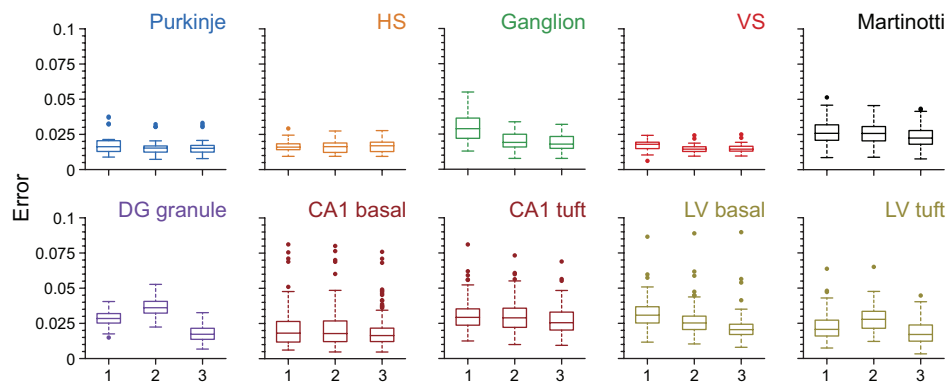 Purkinje HS Ganglion VS Martinotti
0.1
0.075
0.05
0.025
0
Error
DG granule CA1 basal CA1 tuft LV basal LV tuft
0.1
0.075
0.05
0.025
0
1 2 3 1 2 3 1 2 3 1 2 3 1 2 3